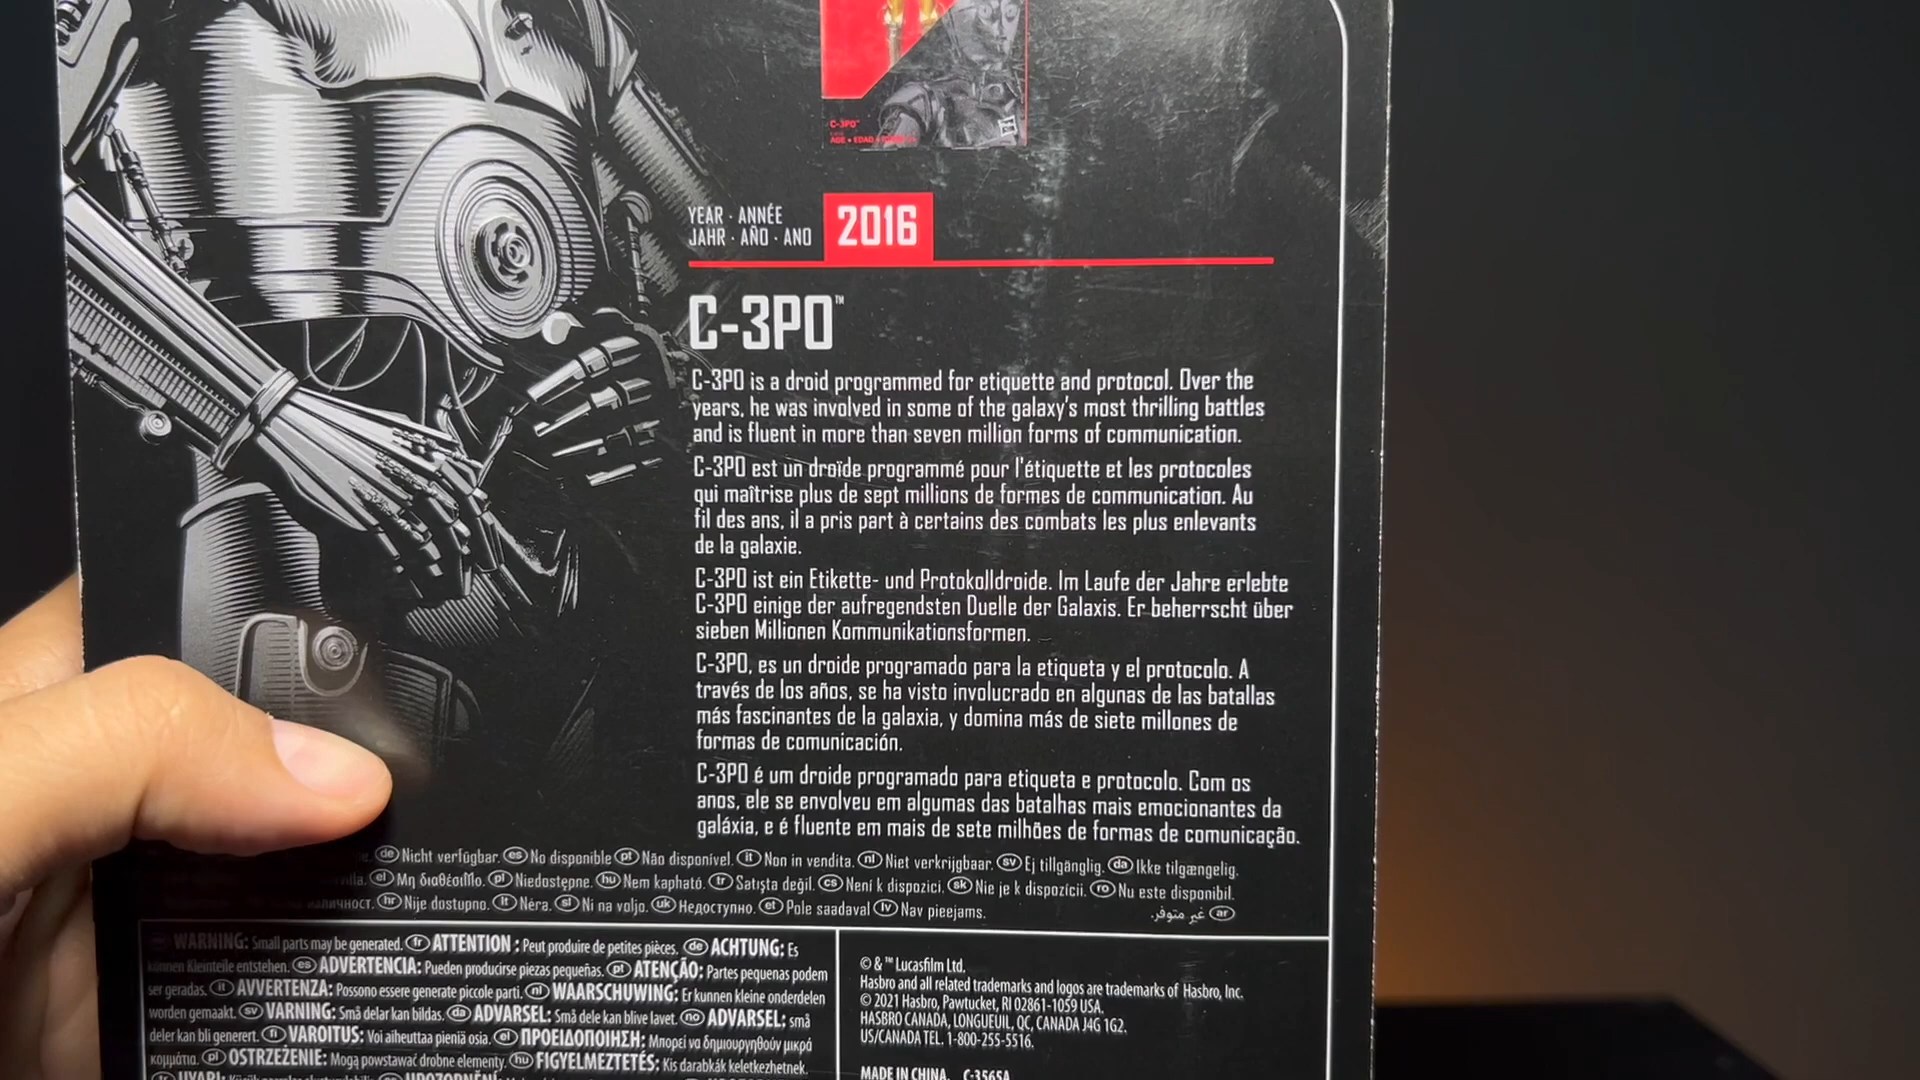 C-3PO™
YEAR · ANNÉE
JAHR · AÑO · ANO
2016
C-3PO™
C-3PO is a droid programmed for etiquette and protocol. Over the
years, he was involved in some of the galaxy's most thrilling battles
and is fluent in more than seven million forms of communication.
C-3PO est un droïde programmé pour l'étiquette et les protocoles
qui maîtrise plus de sept millions de formes de communication. Au
fil des ans, il a pris part à certains des combats les plus enlevants
de la galaxie.
C-3PO ist ein Etikette- und Protokolldroide. Im Laufe der Jahre erlebte
C-3PO einige der aufregendsten Duelle der Galaxis. Er beherrscht über
sieben Millionen Kommunikationsformen.
C-3PO, es un droide programado para la etiqueta y el protocolo. A
través de los años, se ha visto involucrado en algunas de las batallas
más fascinantes de la galaxia, y domina más de siete millones de
formas de comunicación.
C-3PO é um droide programado para etiqueta e protocolo. Com os
anos, ele se envolveu em algumas das batalhas mais emocionantes da
galáxia, e é fluente em mais de sete milhões de formas de comunicação.
de Nicht verfügbar. es No disponible pt Não disponível. it Non in vendita. nl Niet verkrijgbaar. sv Ej tillgänglig. da Ikke tilgængelig.
el Μη διαθέσιμο. pl Niedostępne. hu Nem kapható. tr Satışta değil. cs Není k dispozici. sk Nie je k dispozícii. ro Nu este disponibil.
hr Nije dostupno. lt Nėra. sl Ni na voljo. uk Недоступно. et Pole saadaval lv Nav pieejams. ar غير متوفر.
WARNING: Small parts may be generated. fr ATTENTION : Peut produire de petites pièces. de ACHTUNG: Es
können Kleinteile entstehen. es ADVERTENCIA: Pueden producirse piezas pequeñas. pt ATENÇÃO: Partes pequenas podem
ser geradas. it AVVERTENZA: Possono essere generate piccole parti. nl WAARSCHUWING: Er kunnen kleine onderdelen
worden gemaakt. sv VARNING: Små delar kan bildas. da ADVARSEL: Små dele kan blive lavet. no ADVARSEL: små
deler kan bli generert. fi VAROITUS: Voi aiheuttaa pieniä osia. el ΠΡΟΕΙΔΟΠΟΙΗΣΗ: Μπορεί να δημιουργηθούν μικρά
κομμάτια. pl OSTRZEŻENIE: Mogą powstawać drobne elementy. hu FIGYELMEZTETÉS: Kis darabkák keletkezhetnek.
© & ™ Lucasfilm Ltd.
Hasbro and all related trademarks and logos are trademarks of Hasbro, Inc.
© 2021 Hasbro, Pawtucket, RI 02861-1059 USA.
HASBRO CANADA, LONGUEUIL, QC, CANADA J4G 1G2.
US/CANADA TEL. 1-800-255-5516.
MADE IN CHINA. C-3565A